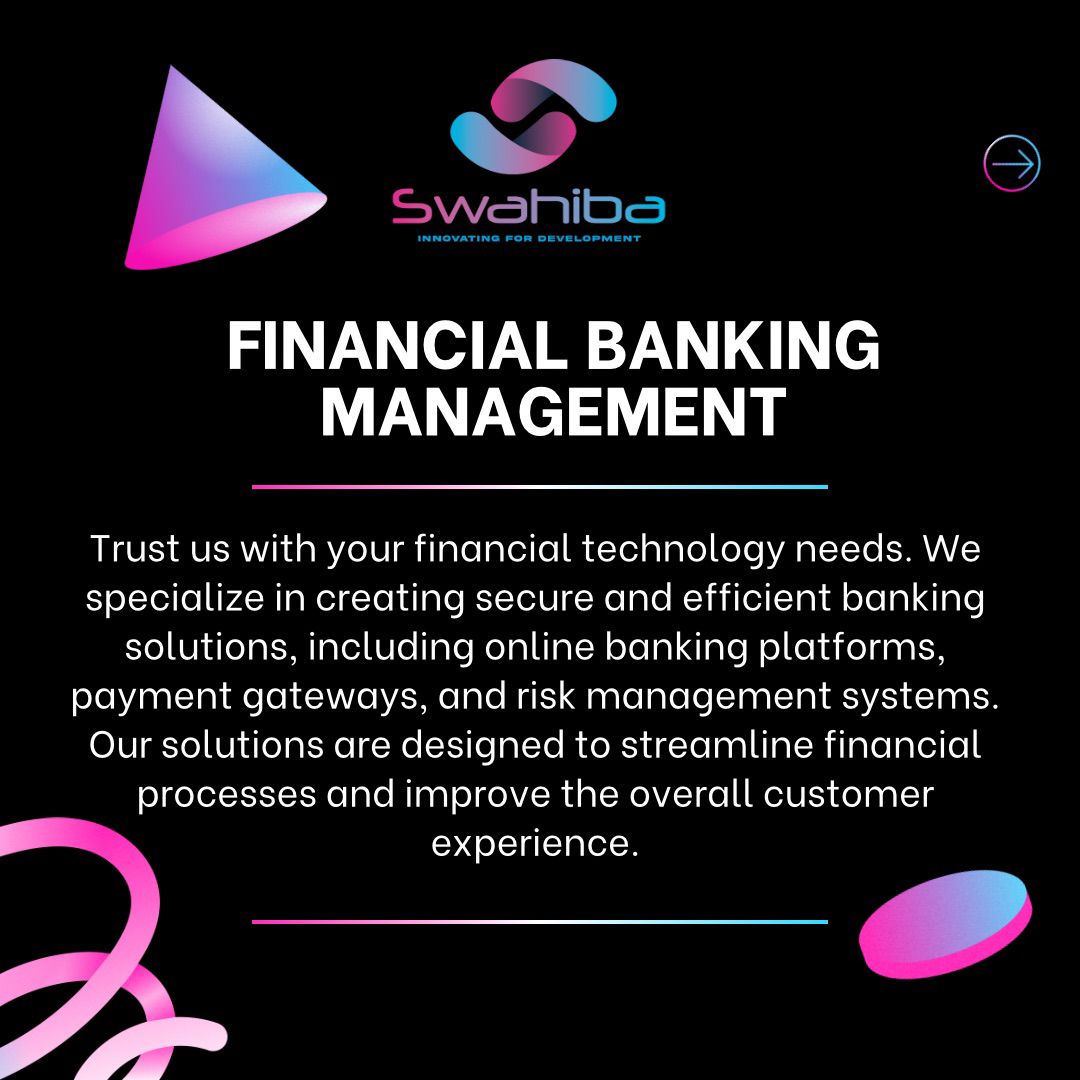 Swahiba
INNOVATING FOR DEVELOPMENT
FINANCIAL BANKING
MANAGEMENT
Trust us with your financial technology needs. We
specialize in creating secure and efficient banking
solutions, including online banking platforms,
payment gateways, and risk management systems.
Our solutions are designed to streamline financial
processes and improve the overall customer
experience.